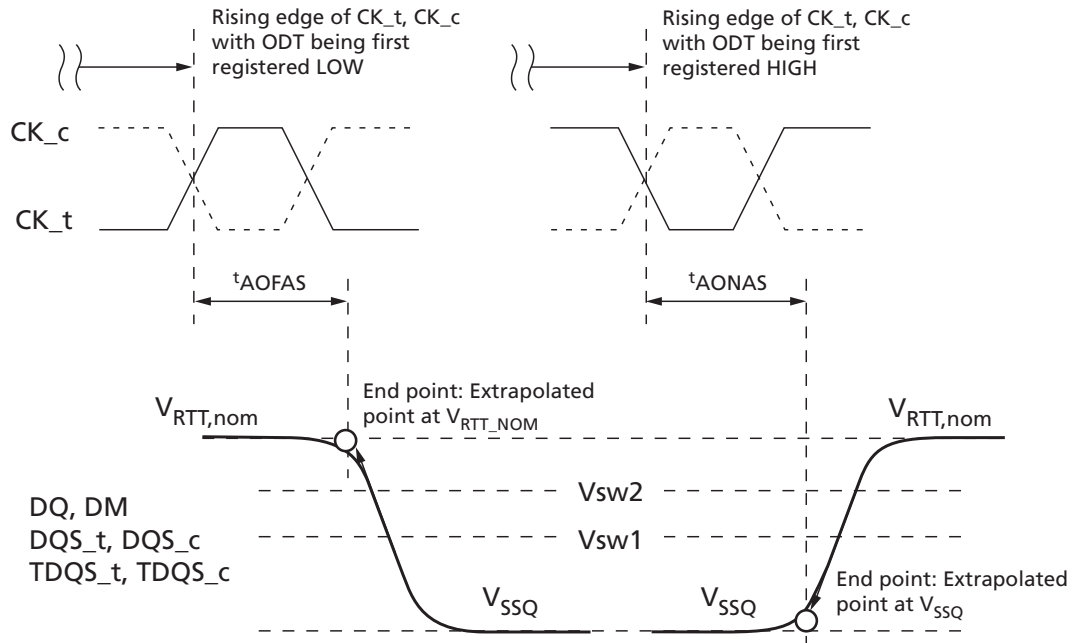 Rising edge of CK_t, CK_c
with ODT being first
registered LOW
Rising edge of CK_t, CK_c
with ODT being first
registered HIGH
CK_c
CK_t
tAOFAS
tAONAS
End point: Extrapolated
point at VRTT_NOM
VRTT,nom
VRTT,nom
Vsw2
DQ, DM
DQS_t, DQS_c
TDQS_t, TDQS_c
Vsw1
VSSQ
VSSQ
End point: Extrapolated
point at VSSQ